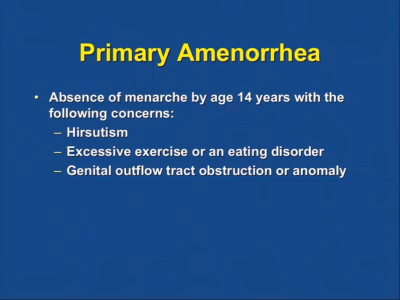 Primary Amenorrhea
• Absence of menarche by age 14 years with the
following concerns:
– Hirsutism
– Excessive exercise or an eating disorder
– Genital outflow tract obstruction or anomaly